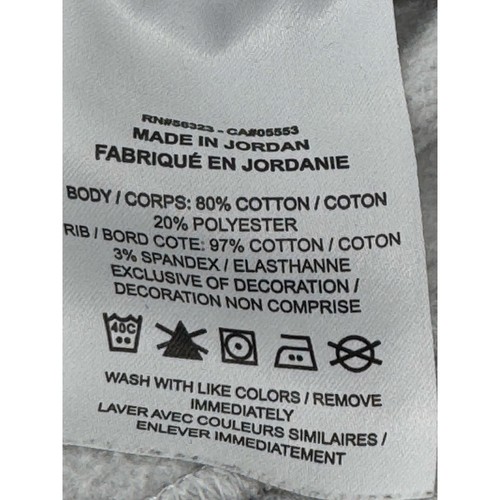 RN#56323 - CA#05553
MADE IN JORDAN
FABRIQUÉ EN JORDANIE
BODY / CORPS: 80% COTTON / COTON
20% POLYESTER
RIB / BORD COTE: 97% COTTON / COTON
3% SPANDEX / ELASTHANNE
EXCLUSIVE OF DECORATION /
DECORATION NON COMPRISE
40C
WASH WITH LIKE COLORS / REMOVE
IMMEDIATELY
LAVER AVEC COULEURS SIMILAIRES /
ENLEVER IMMEDIATEMENT